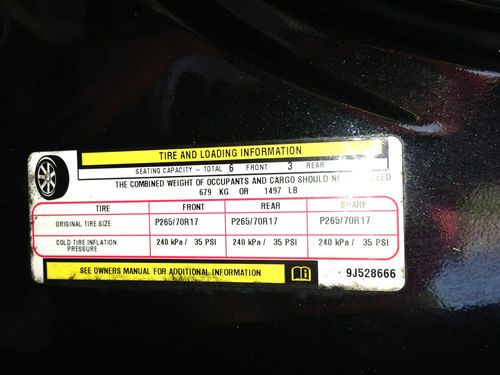 TIRE AND LOADING INFORMATION
SEATING CAPACITY - TOTAL 6 FRONT 3 REAR
THE COMBINED WEIGHT OF OCCUPANTS AND CARGO SHOULD
679 KG OR 1497 LB
TIRE FRONT REAR SPARE
ORIGINAL TIRE SIZE P265/70R17 P265/70R17 P265/70R17
COLD TIRE INFLATION PRESSURE 240 kPa / 35 PSI 240 kPa / 35 PSI 240 kPa / 35 PSI
SEE OWNERS MANUAL FOR ADDITIONAL INFORMATION
9J528666